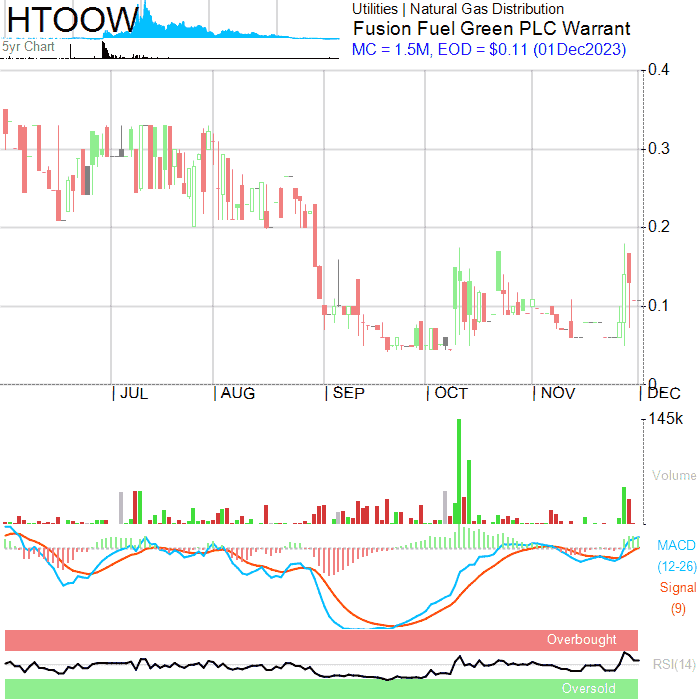 HTOOW
5yr Chart
Utilities | Natural Gas Distribution
Fusion Fuel Green PLC Warrant
MC = 1.5M, EOD = $0.11 (01Dec2023)
0.4
0.3
0.2
0.1
0
| JUL | AUG | SEP | OCT | NOV | DEC
145k
Volume
MACD
(12-26)
Signal
(9)
Overbought
RSI(14)
Oversold